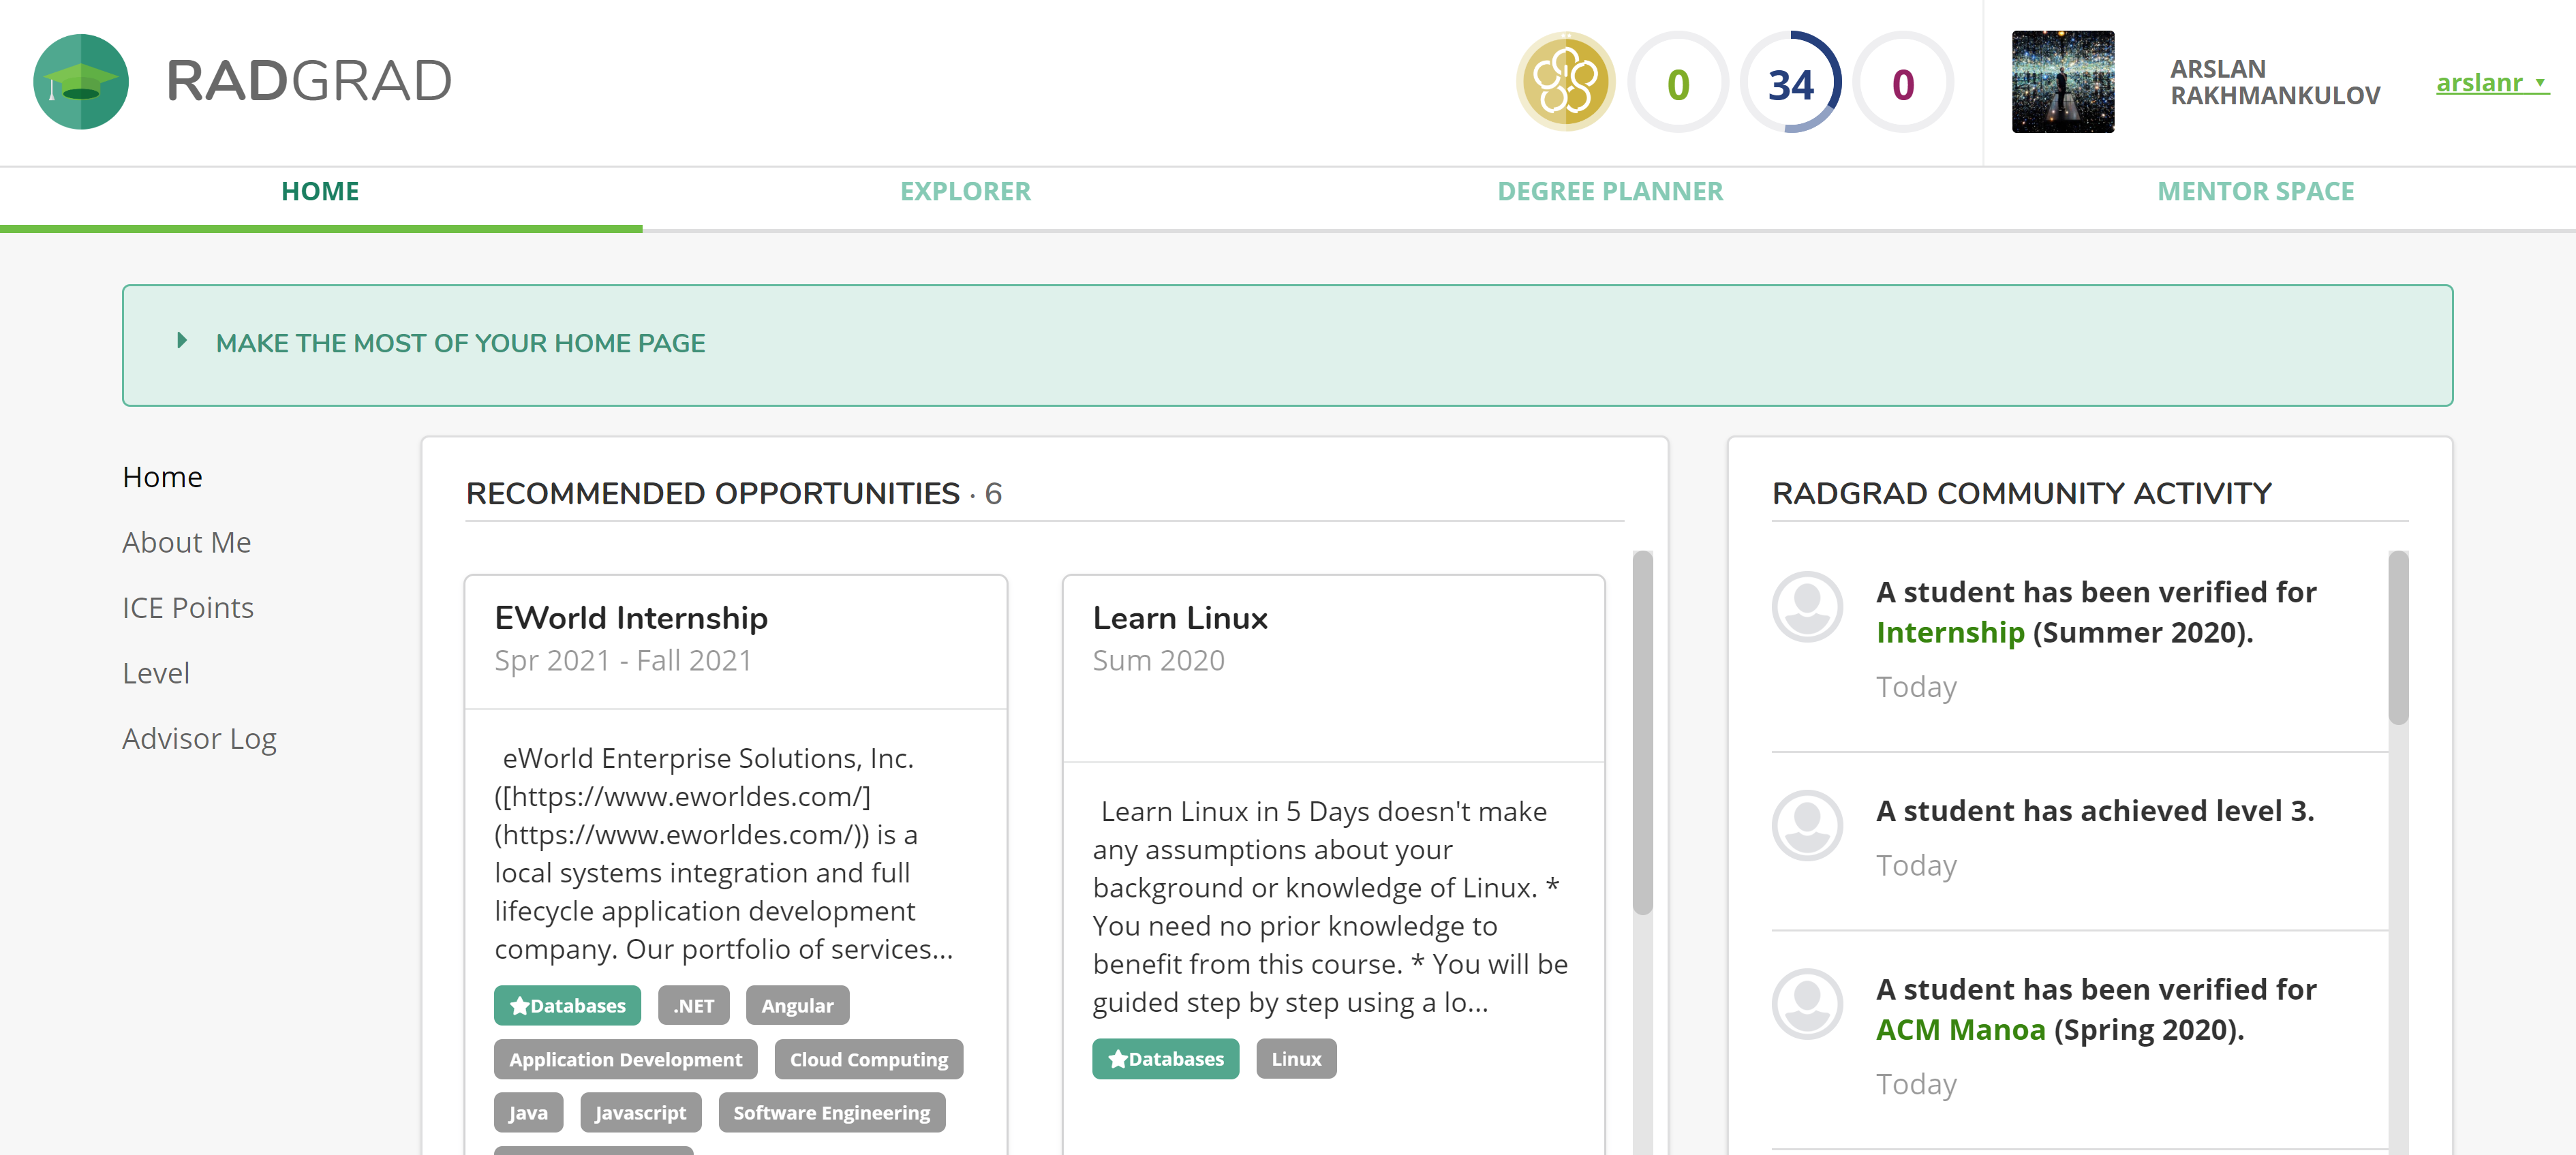 RADGRAD
0
34
0
ARSLAN
RAKHMANKULOV
arslanr
HOME
EXPLORER
DEGREE PLANNER
MENTOR SPACE
MAKE THE MOST OF YOUR HOME PAGE
Home
About Me
ICE Points
Level
Advisor Log
RECOMMENDED OPPORTUNITIES · 6
EWorld Internship
Spr 2021 - Fall 2021
eWorld Enterprise Solutions, Inc.
([https://www.eworldes.com/]
(https://www.eworldes.com/)) is a
local systems integration and full
lifecycle application development
company. Our portfolio of services...
Databases
.NET
Angular
Application Development
Cloud Computing
Java
Javascript
Software Engineering
Learn Linux
Sum 2020
Learn Linux in 5 Days doesn't make
any assumptions about your
background or knowledge of Linux. *
You need no prior knowledge to
benefit from this course. * You will be
guided step by step using a lo...
Databases
Linux
RADGRAD COMMUNITY ACTIVITY
A student has been verified for
Internship (Summer 2020).
Today
A student has achieved level 3.
Today
A student has been verified for
ACM Manoa (Spring 2020).
Today